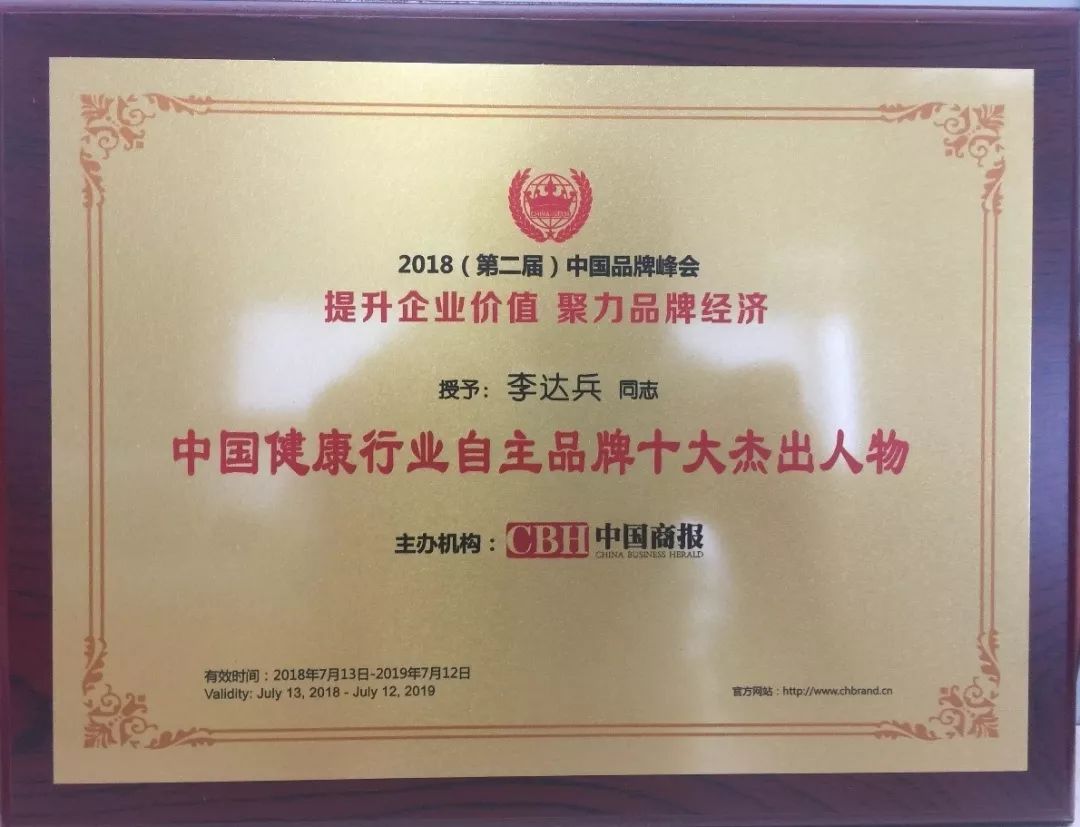 2018（第二届）中国品牌峰会
提升企业价值 聚力品牌经济
授予：李达兵 同志
中国健康行业自主品牌十大杰出人物
主办机构：CBH 中国商报
CHINA BUSINESS HERALD
有效时间：2018年7月13日-2019年7月12日
Validity: July 13, 2018 - July 12, 2019
官方网站：http://www.chbrand.cn